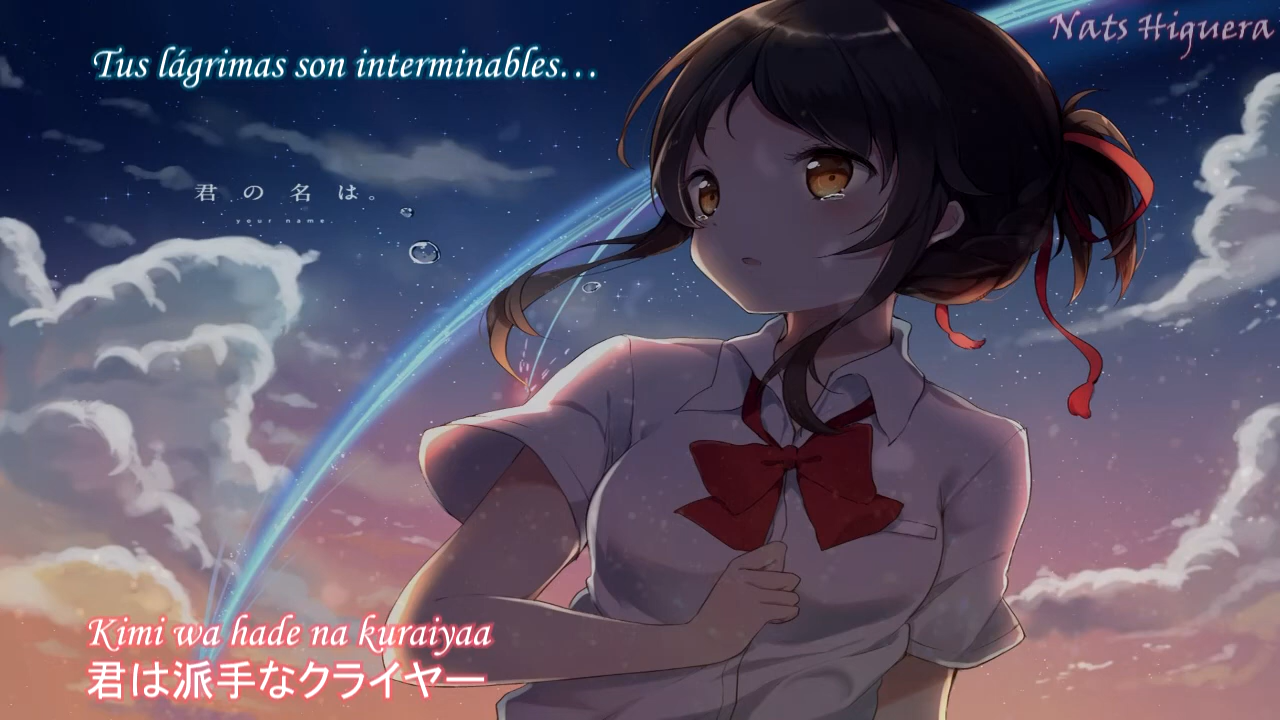 Nats Higuera
Tus lágrimas son interminables...
君の名は。
your name.
Kimi wa hade na kuraiyaa
君は派手なクライヤー